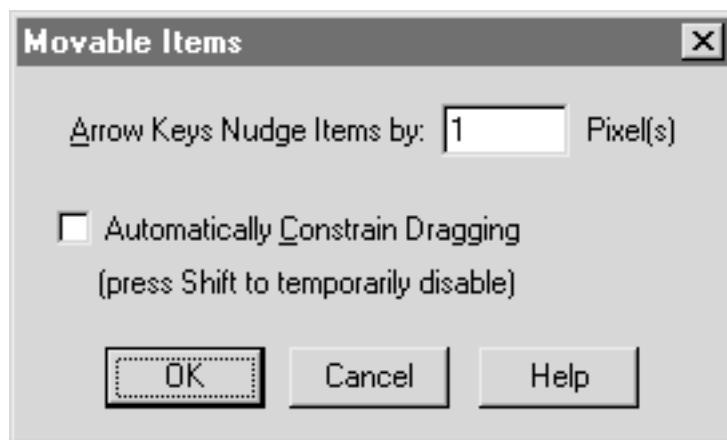 Movable Items
Arrow Keys Nudge Items by: 1 Pixel(s)
Automatically Constrain Dragging
(press Shift to temporarily disable)
OK Cancel Help